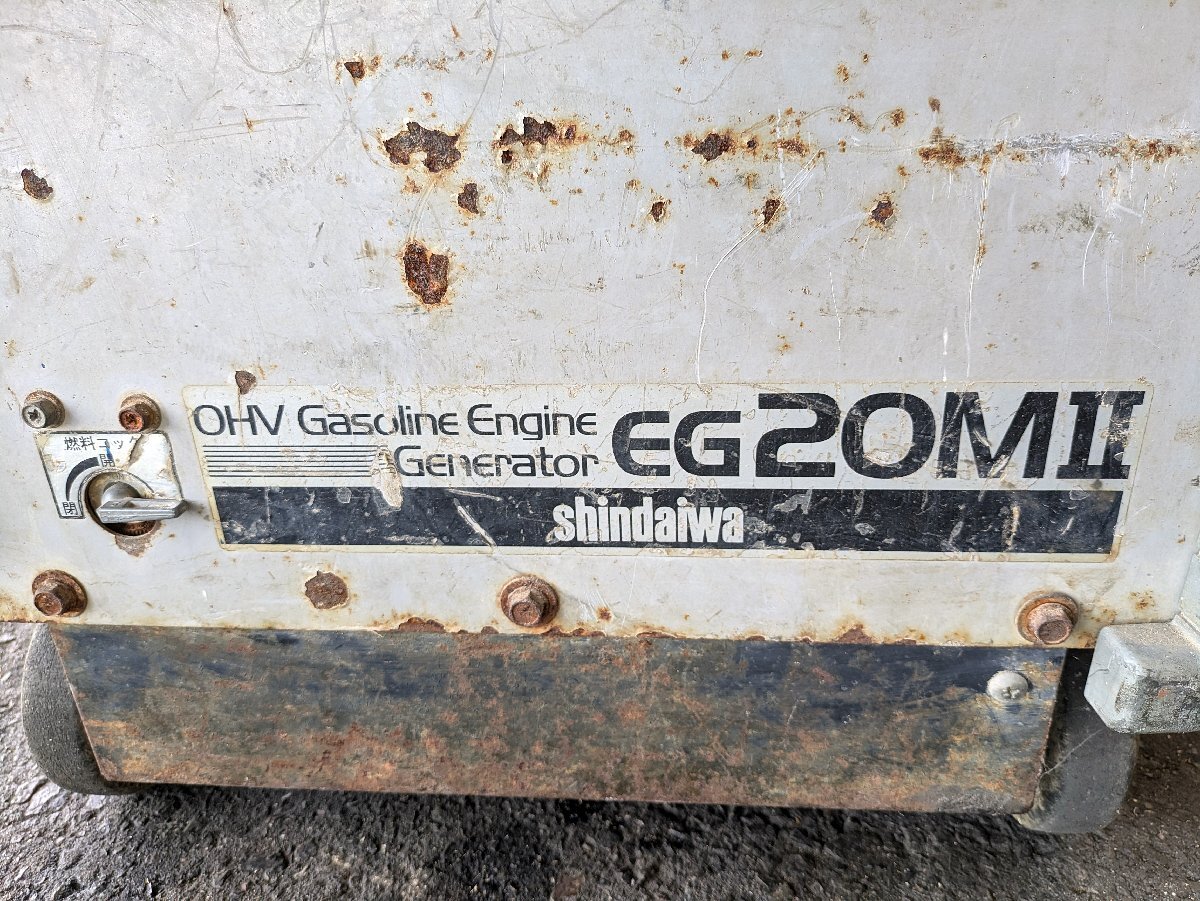 燃料コック
開
閉
OHV Gasoline Engine
Generator
EG20MII
shindaiwa